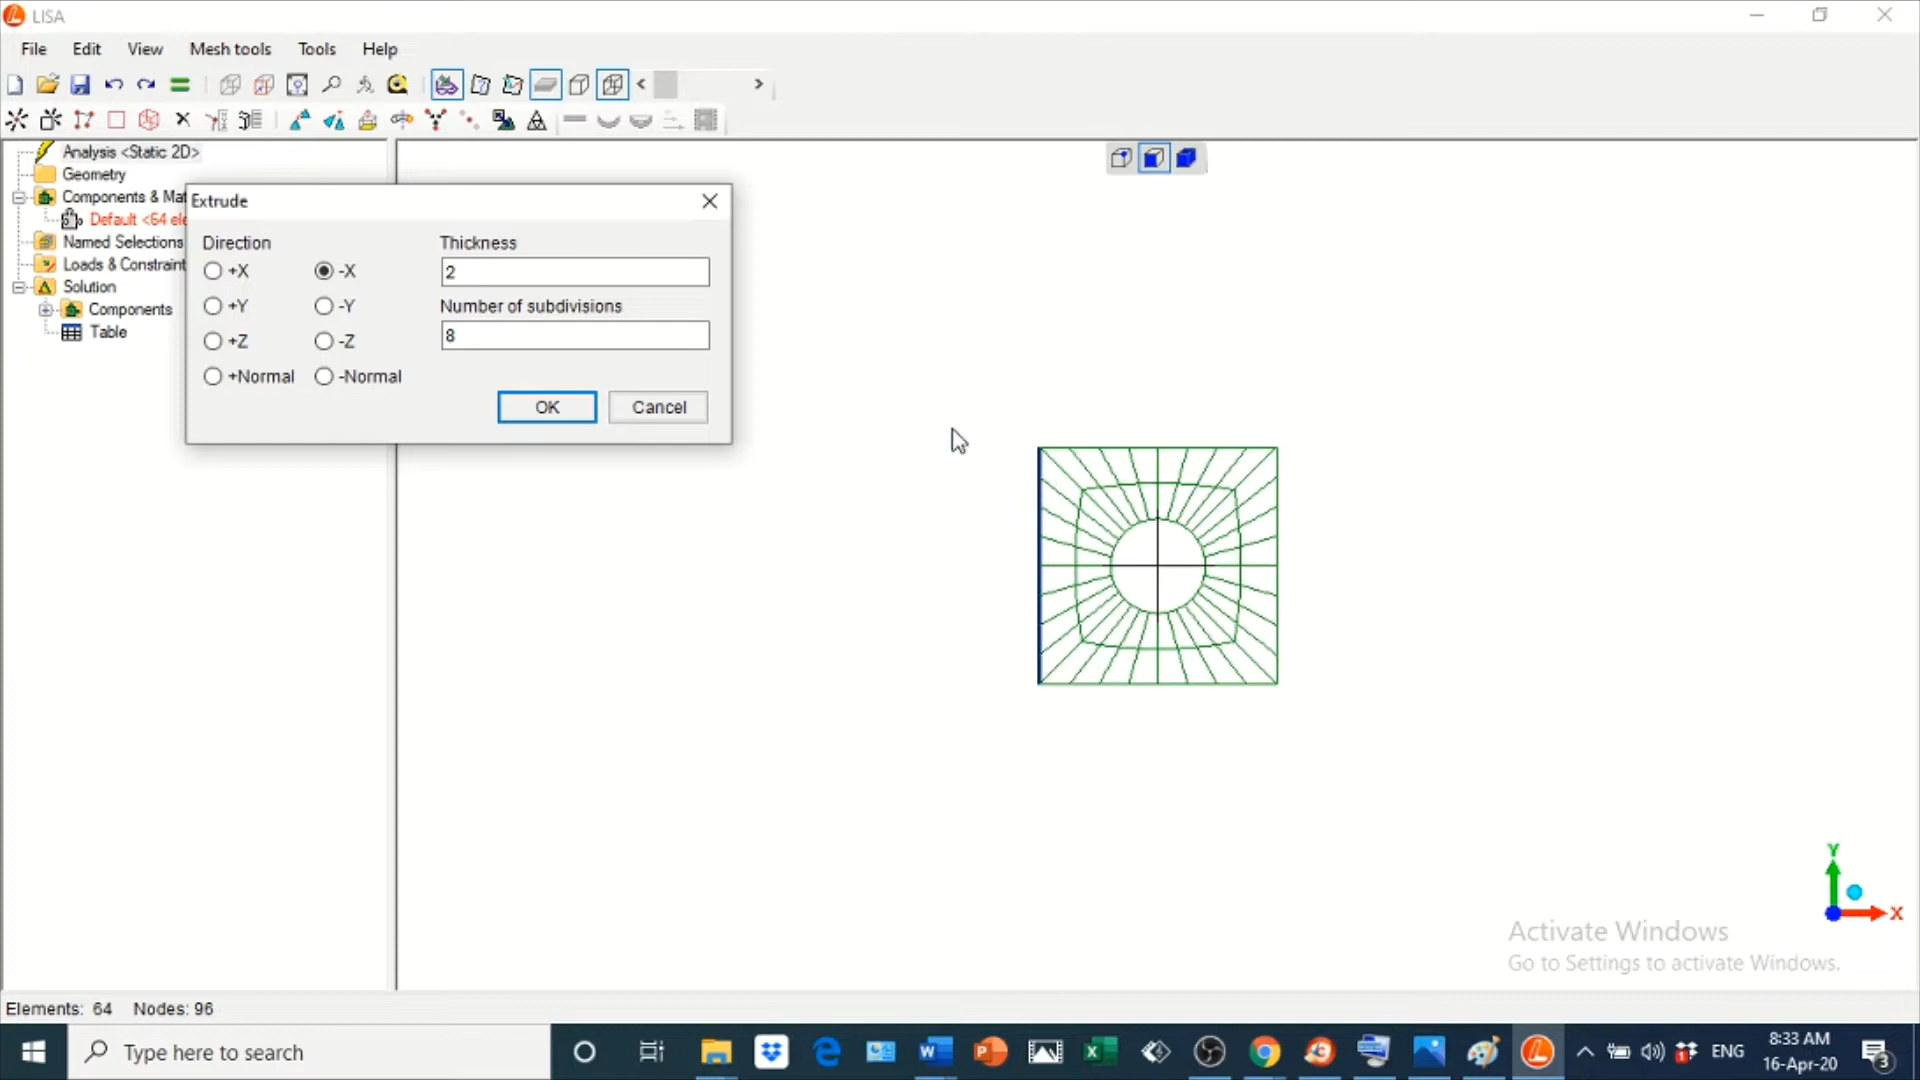 LISA
File Edit View Mesh tools Tools Help
Analysis <Static 2D>
Geometry
Components & Mat
Default <64 ele
Named Selections
Loads & Constraint
Solution
Components
Table
Extrude
Direction
+X -X
+Y -Y
+Z -Z
+Normal -Normal
Thickness
2
Number of subdivisions
8
OK Cancel
Y
X
Activate Windows
Go to Settings to activate Windows.
Elements: 64 Nodes: 96
Type here to search
ENG
8:33 AM
16-Apr-20
3